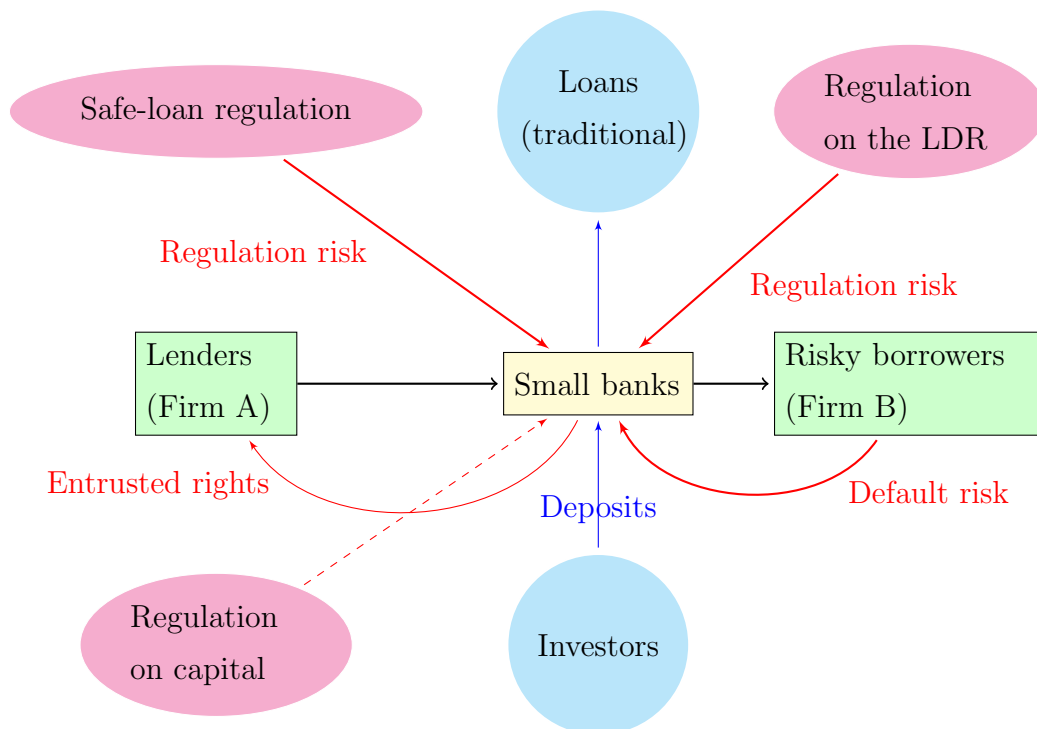 Safe-loan regulation
Loans
(traditional)
Regulation
on the LDR
Regulation risk
Regulation risk
Lenders
(Firm A)
Small banks
Risky borrowers
(Firm B)
Entrusted rights
Deposits
Default risk
Regulation
on capital
Investors